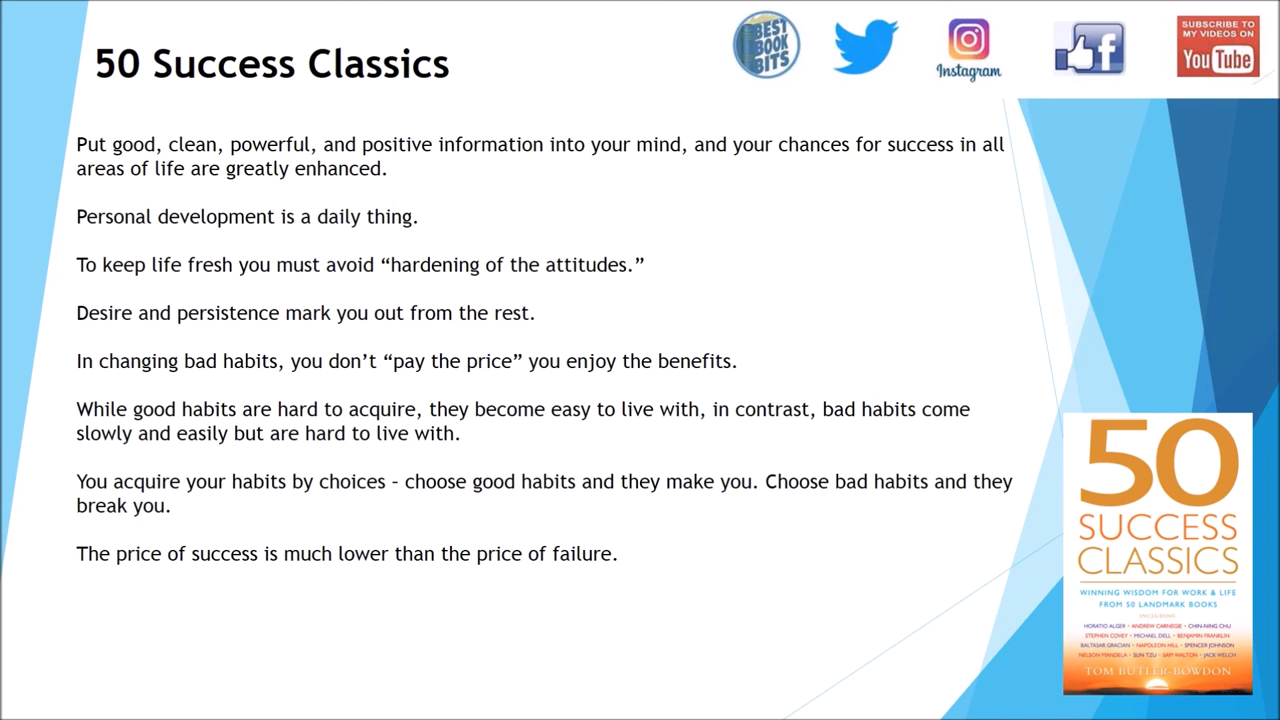 50 Success Classics
BEST
BOOK
BITS
Instagram
f
SUBSCRIBE TO
MY VIDEOS ON
YouTube
Put good, clean, powerful, and positive information into your mind, and your chances for success in all
areas of life are greatly enhanced.
Personal development is a daily thing.
To keep life fresh you must avoid “hardening of the attitudes.”
Desire and persistence mark you out from the rest.
In changing bad habits, you don’t “pay the price” you enjoy the benefits.
While good habits are hard to acquire, they become easy to live with, in contrast, bad habits come
slowly and easily but are hard to live with.
You acquire your habits by choices – choose good habits and they make you. Choose bad habits and they
break you.
The price of success is much lower than the price of failure.
50
SUCCESS
CLASSICS
WINNING WISDOM FOR WORK & LIFE
FROM 50 LANDMARK BOOKS
INCLUDING
HORATIO ALGER • ANDREW CARNEGIE • CHIN-NING CHU
STEPHEN COVEY • MICHAEL DELL • BENJAMIN FRANKLIN
BALTASAR GRACIAN • NAPOLEON HILL • SPENCER JOHNSON
NELSON MANDELA • SUN TZU • SAM WALTON • JACK WELCH
TOM BUTLER-BOWDON